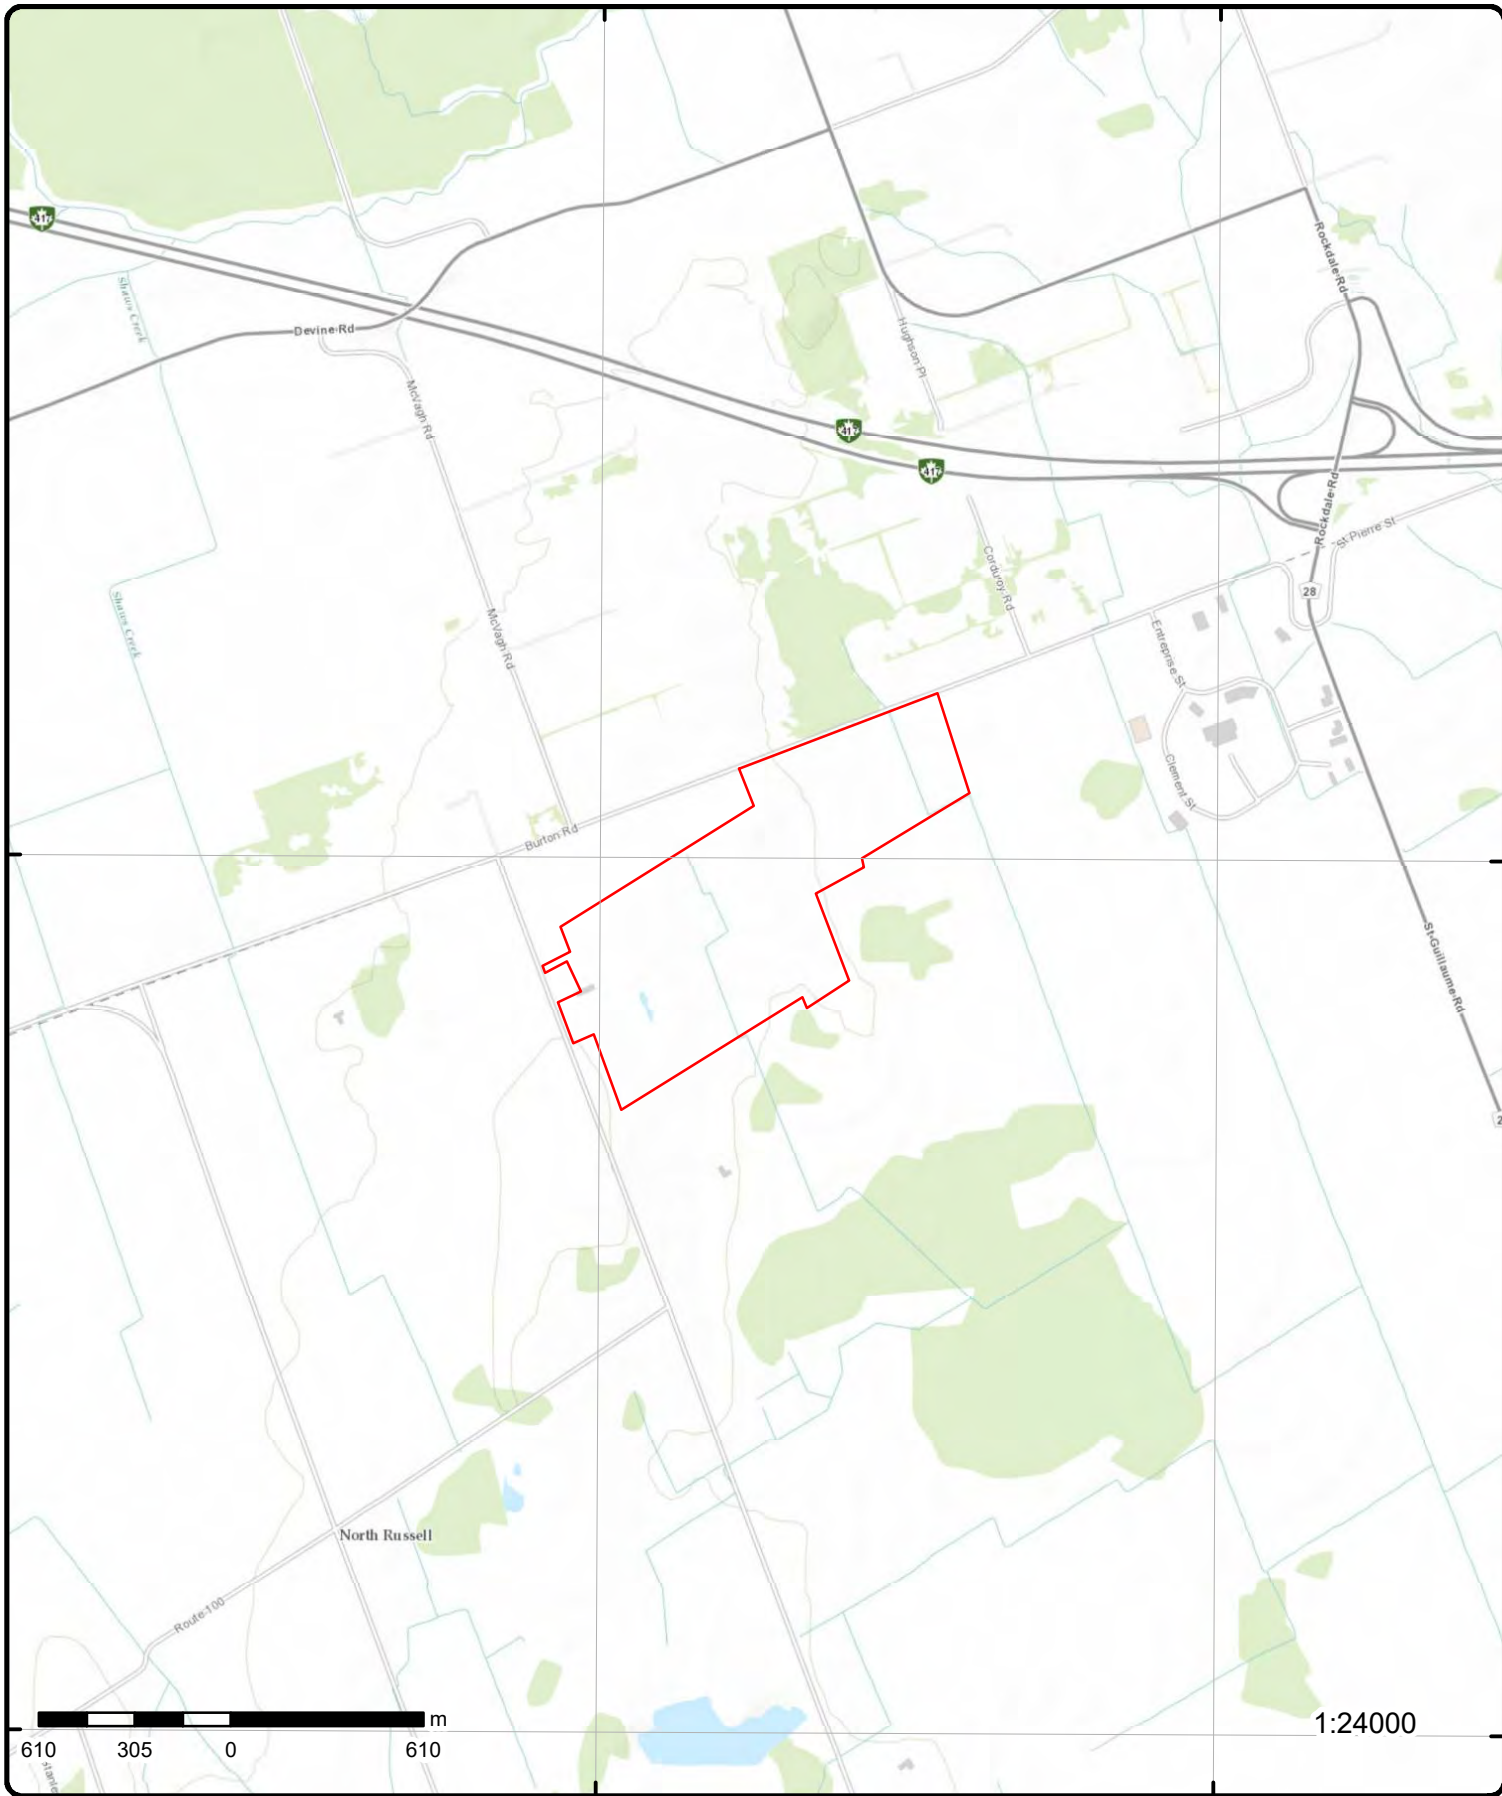 417
Rockdale Rd
Shaws Creek
Devine Rd
Hughson Pl
McVagh Rd
417
417
Rockdale Rd
St Pierre St
Corduroy Rd
28
Shaws Creek
McVagh Rd
Entreprise St
Clement St
Burton Rd
St-Guillaume Rd
2
North Russell
Route 100
m
1:24000
610 305 0 610